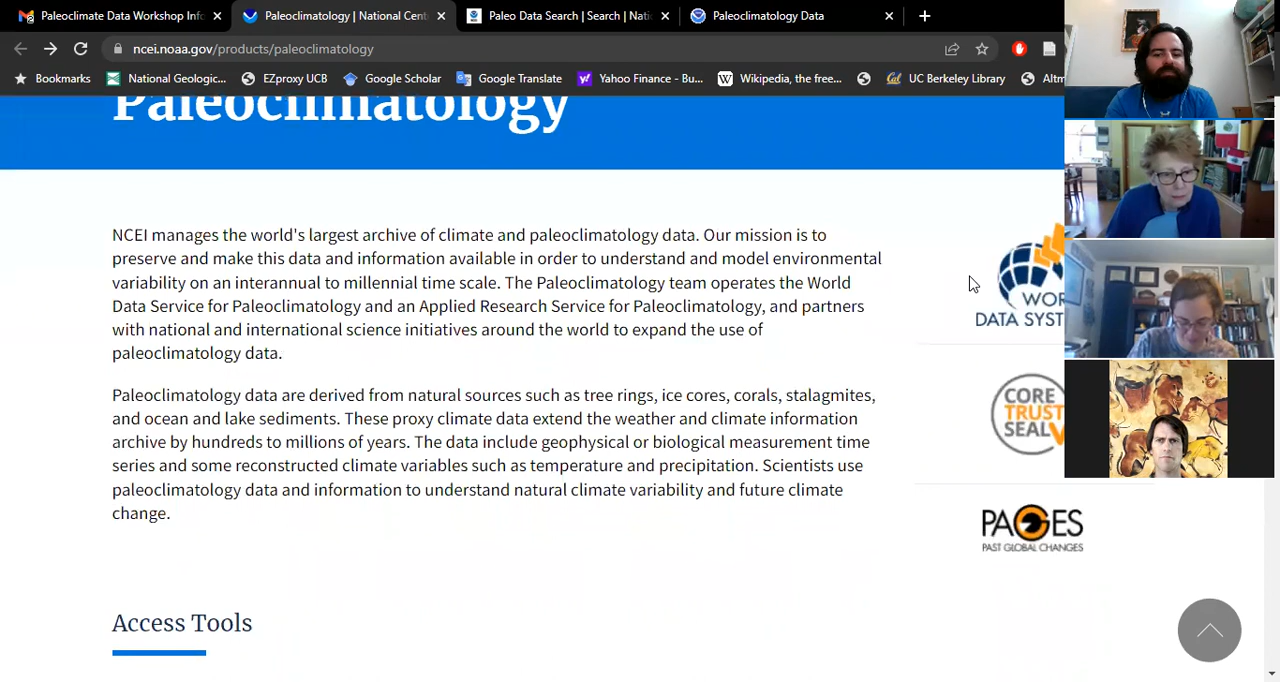 Paleoclimate Data Workshop Info
Paleoclimatology | National Cent
Paleo Data Search | Search | Nati
Paleoclimatology Data
ncei.noaa.gov/products/paleoclimatology
Bookmarks
National Geologic...
EZproxy UCB
Google Scholar
Google Translate
Yahoo Finance - Bu...
Wikipedia, the free...
Cal
UC Berkeley Library
Altm
Paleoclimatology
NCEI manages the world's largest archive of climate and paleoclimatology data. Our mission is to
preserve and make this data and information available in order to understand and model environmental
variability on an interannual to millennial time scale. The Paleoclimatology team operates the World
Data Service for Paleoclimatology and an Applied Research Service for Paleoclimatology, and partners
with national and international science initiatives around the world to expand the use of
paleoclimatology data.
Paleoclimatology data are derived from natural sources such as tree rings, ice cores, corals, stalagmites,
and ocean and lake sediments. These proxy climate data extend the weather and climate information
archive by hundreds to millions of years. The data include geophysical or biological measurement time
series and some reconstructed climate variables such as temperature and precipitation. Scientists use
paleoclimatology data and information to understand natural climate variability and future climate
change.
WOR
DATA SYST
CORE
TRUST
SEAL
PAGES
PAST GLOBAL CHANGES
Access Tools